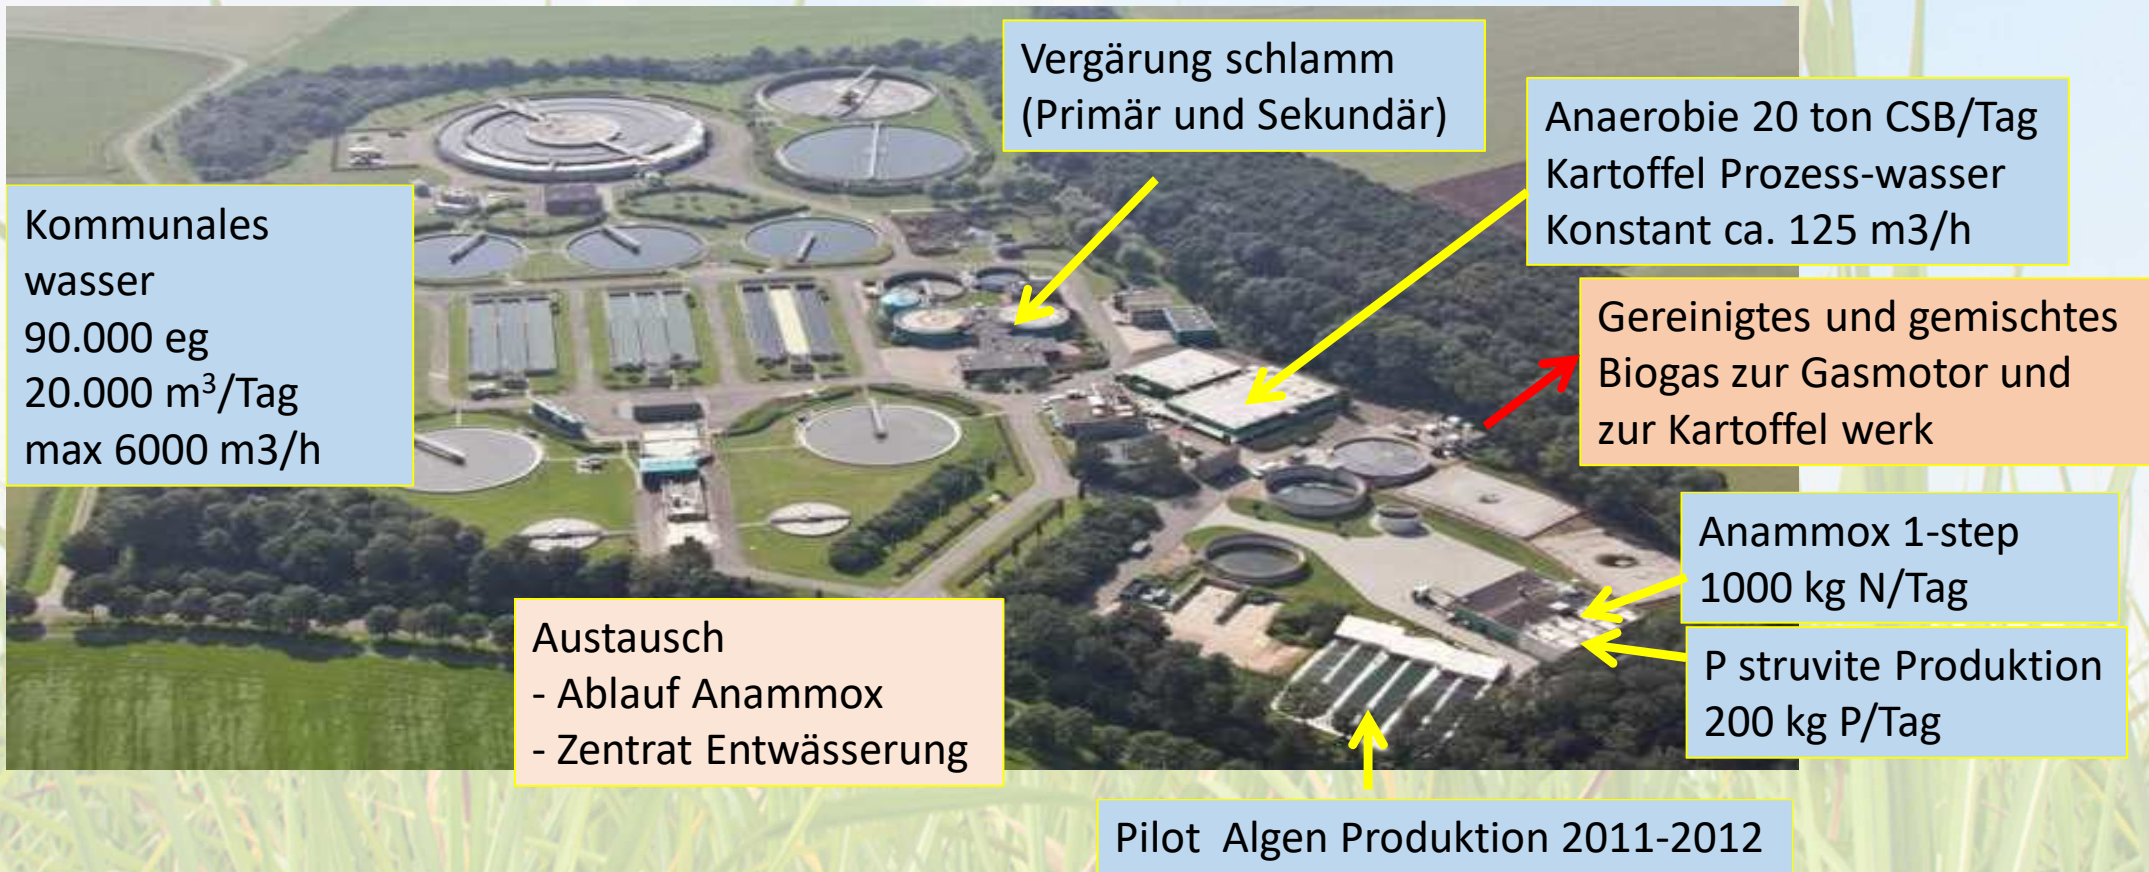 Vergärung schlamm
(Primär und Sekundär)
Anaerobie 20 ton CSB/Tag
Kartoffel Prozess-wasser
Konstant ca. 125 m3/h
Kommunales
wasser
90.000 eg
20.000 m³/Tag
max 6000 m3/h
Gereinigtes und gemischtes
Biogas zur Gasmotor und
zur Kartoffel werk
Anammox 1-step
1000 kg N/Tag
Austausch
- Ablauf Anammox
- Zentrat Entwässerung
P struvite Produktion
200 kg P/Tag
Pilot  Algen Produktion 2011-2012